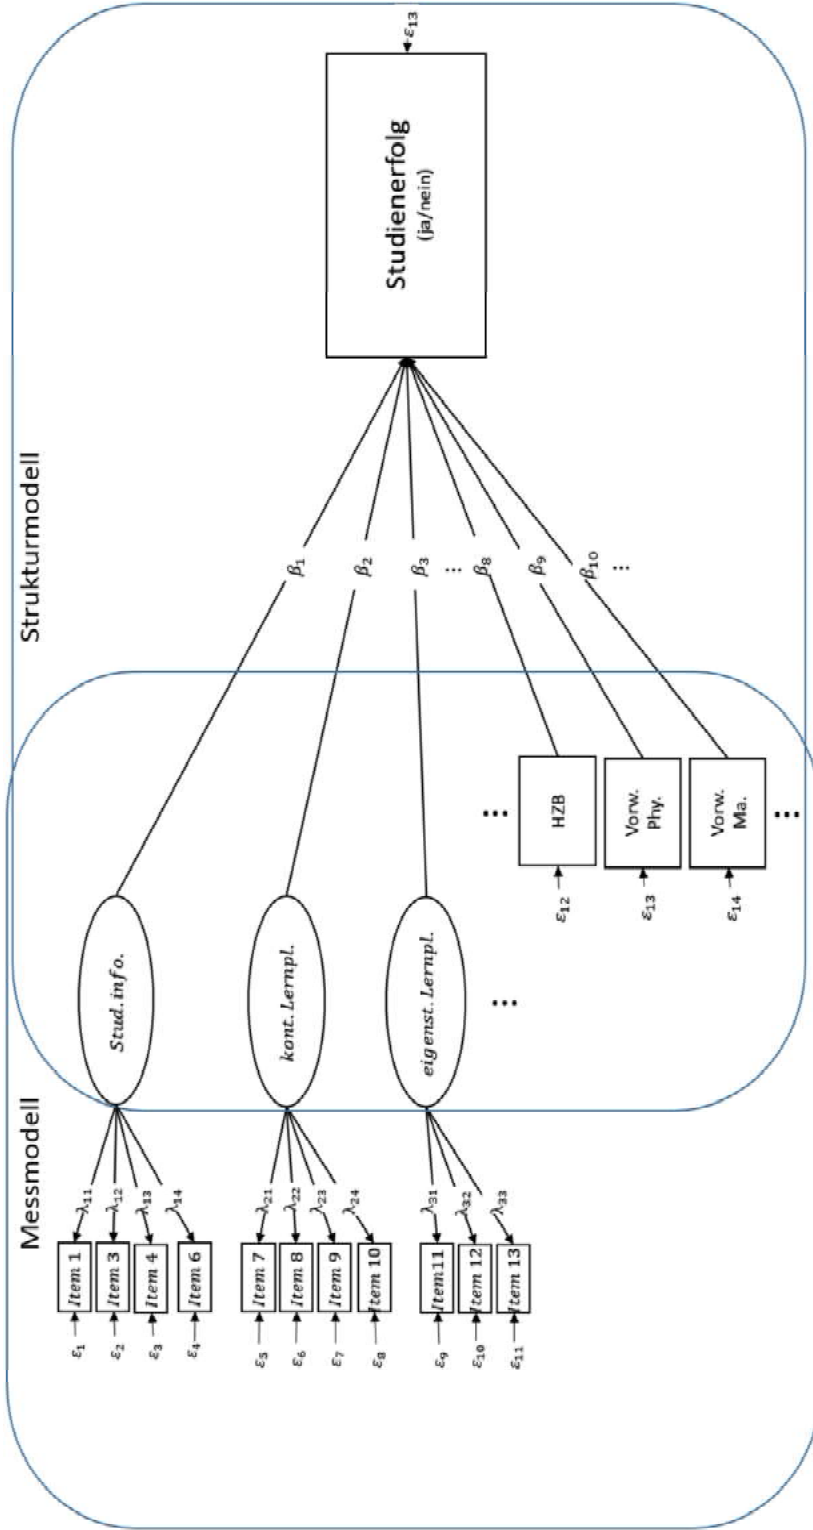 Messmodell
Strukturmodell
ε₁
Item 1
λ₁₁
ε₂
Item 3
λ₁₂
ε₃
Item 4
λ₁₃
ε₄
Item 6
λ₁₄
Stud. info.
β₁
ε₅
Item 7
λ₂₁
ε₆
Item 8
λ₂₂
ε₇
Item 9
λ₂₃
ε₈
Item 10
λ₂₄
kont. Lernpl.
β₂
ε₉
Item11
λ₃₁
ε₁₀
Item 12
λ₃₂
ε₁₁
Item 13
λ₃₃
eigenst. Lernpl.
β₃
...
...
...
ε₁₂
HZB
β₈
ε₁₃
Vorw.
Phy.
β₉
ε₁₄
Vorw.
Ma.
β₁₀
...
...
Studienerfolg
(ja/nein)
ε₁₃